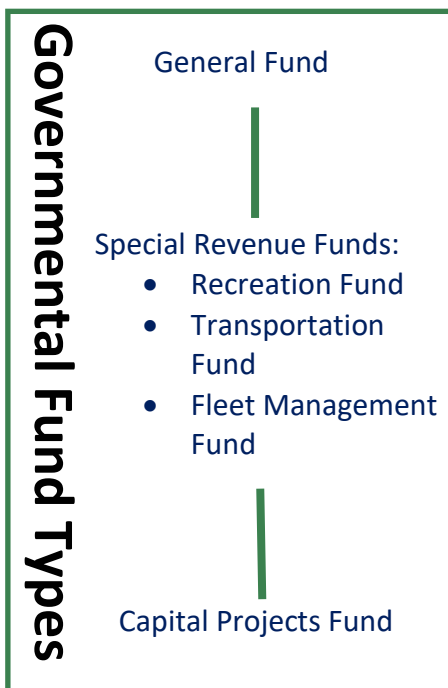 Governmental Fund Types
General Fund
Special Revenue Funds:
• Recreation Fund
• Transportation
Fund
• Fleet Management
Fund
Capital Projects Fund